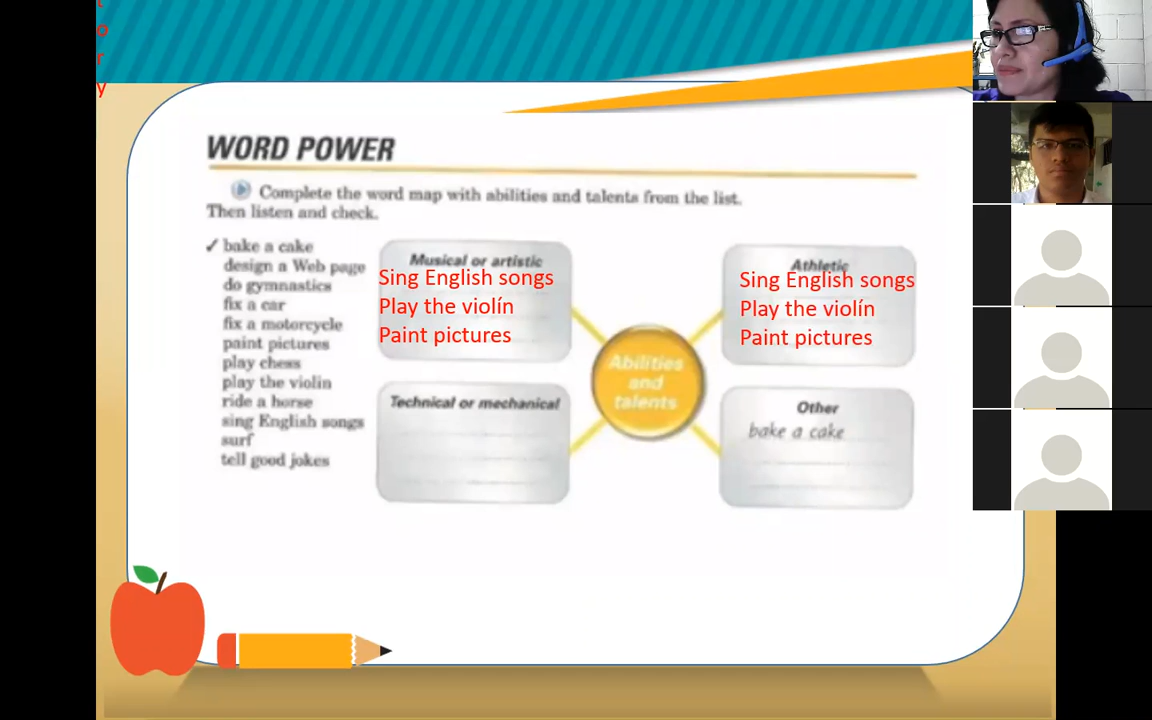 t
o
r
y
WORD POWER
Complete the word map with abilities and talents from the list.
Then listen and check.
✓ bake a cake
design a Web page
do gymnastics
fix a car
fix a motorcycle
paint pictures
play chess
play the violin
ride a horse
sing English songs
surf
tell good jokes
Musical or artistic
Sing English songs
Play the violín
Paint pictures
Athletic
Sing English songs
Play the violín
Paint pictures
Abilities
and
talents
Technical or mechanical
Other
bake a cake